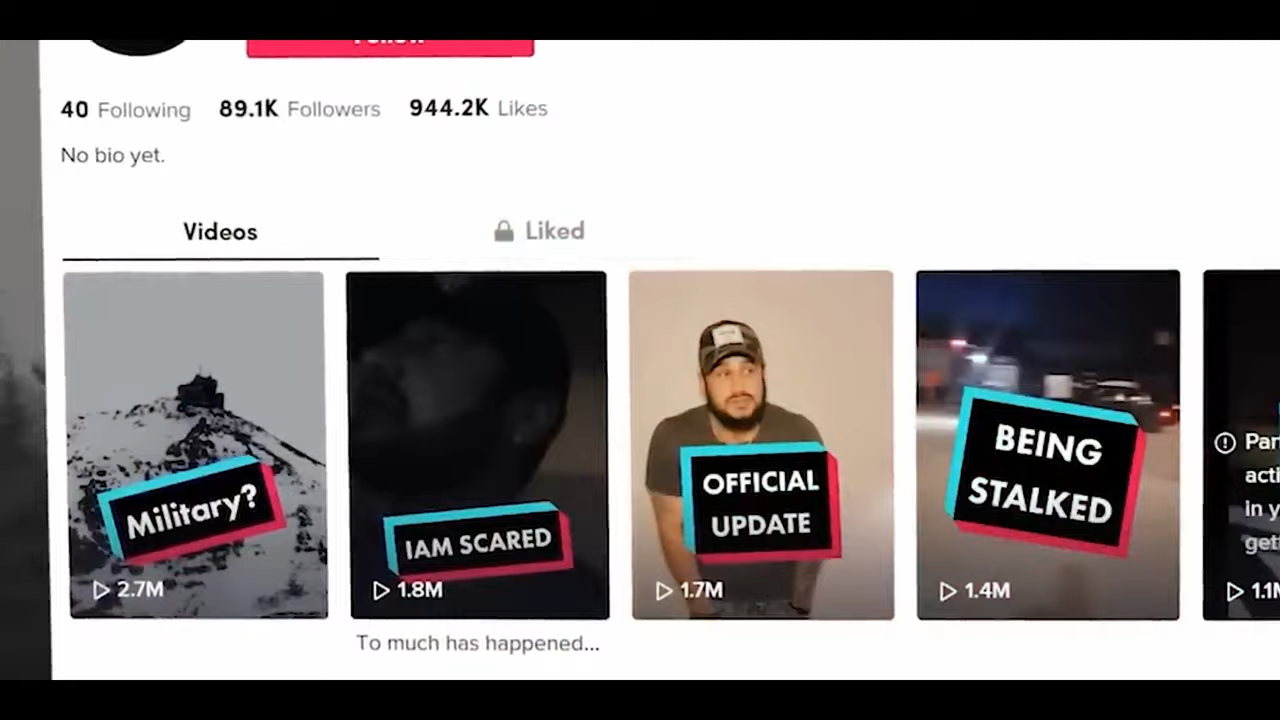 40 Following 89.1K Followers 944.2K Likes
No bio yet.
Videos Liked
Military?
2.7M
IAM SCARED
1.8M
To much has happened...
OFFICIAL
UPDATE
1.7M
BEING
STALKED
1.4M